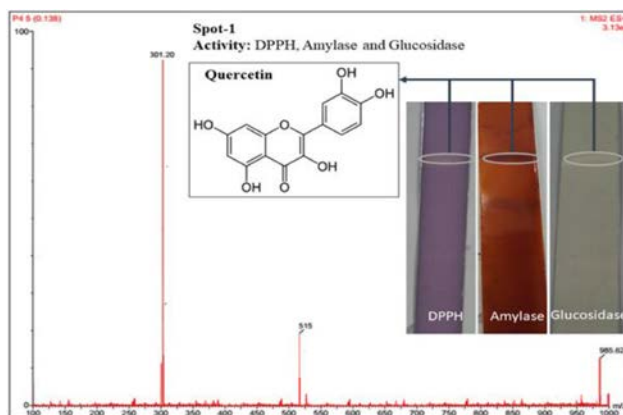 P4 5 (0.138)
1: MS2 ES-
3.13e
100
Spot-1
Activity: DPPH, Amylase and Glucosidase
301.20
Quercetin
OH
OH
HO
O
OH
OH
O
DPPH
Amylase
Glucosidase
515
985.62
0
100 150 200 250 300 350 400 450 500 550 600 650 700 750 800 850 900 950 1000